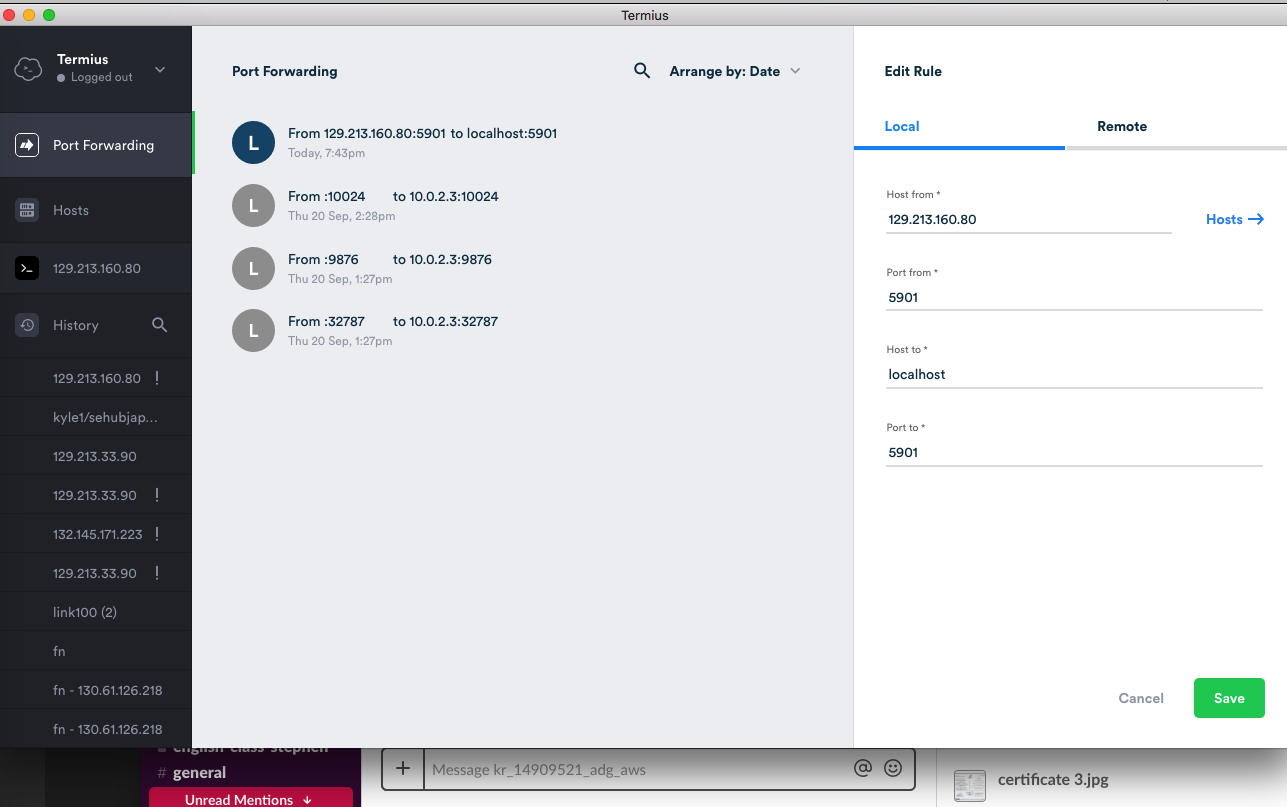 Termius
Termius
Logged out
Port Forwarding
Hosts
129.213.160.80
History
129.213.160.80 !
kyle1/sehubjap...
129.213.33.90
129.213.33.90 !
132.145.171.223 !
129.213.33.90 !
link100 (2)
fn
fn - 130.61.126.218
fn - 130.61.126.218
Port Forwarding
Arrange by: Date
L
From 129.213.160.80:5901 to localhost:5901
Today, 7:43pm
L
From :10024 to 10.0.2.3:10024
Thu 20 Sep, 2:28pm
L
From :9876 to 10.0.2.3:9876
Thu 20 Sep, 1:27pm
L
From :32787 to 10.0.2.3:32787
Thu 20 Sep, 1:27pm
Edit Rule
Local
Remote
Host from *
129.213.160.80
Hosts →
Port from *
5901
Host to *
localhost
Port to *
5901
Cancel
Save
english-class-stephen
# general
Unread Mentions ↓
+ Message kr_14909521_adg_aws @
certificate 3.jpg